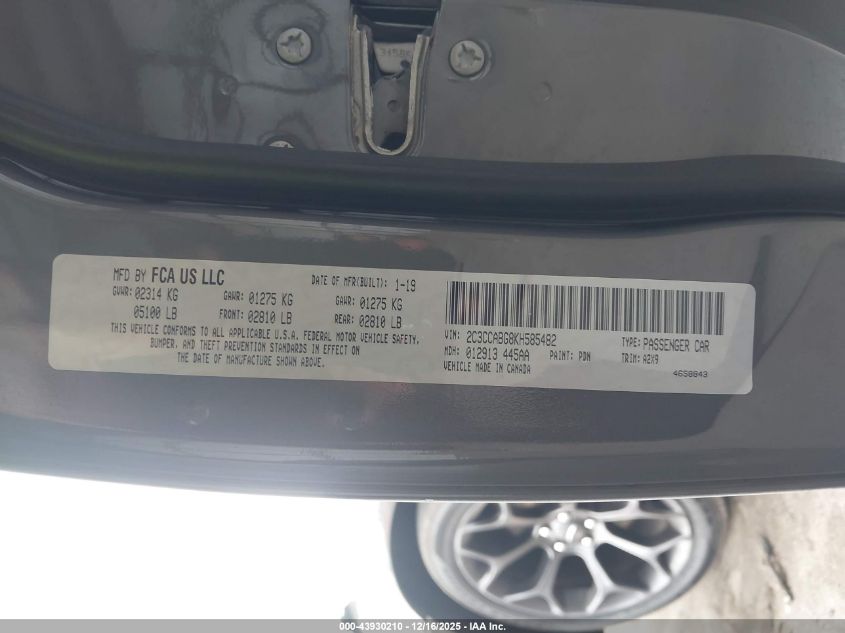 MFD BY FCA US LLC
DATE OF MFR(BUILT): 1-19
GVWR: 02314 KG GAWR: 01275 KG GAWR: 01275 KG
05100 LB FRONT: 02810 LB REAR: 02810 LB
THIS VEHICLE CONFORMS TO ALL APPLICABLE U.S.A. FEDERAL MOTOR VEHICLE SAFETY,
BUMPER, AND THEFT PREVENTION STANDARDS IN EFFECT ON
THE DATE OF MANUFACTURE SHOWN ABOVE.
VIN: 2C3CCABG8KH585482 TYPE: PASSENGER CAR
MDH: 012913 445AA PAINT: PDN TRIM: A2X9
VEHICLE MADE IN CANADA 4658843
000-43930210 - 12/16/2025 - IAA Inc.